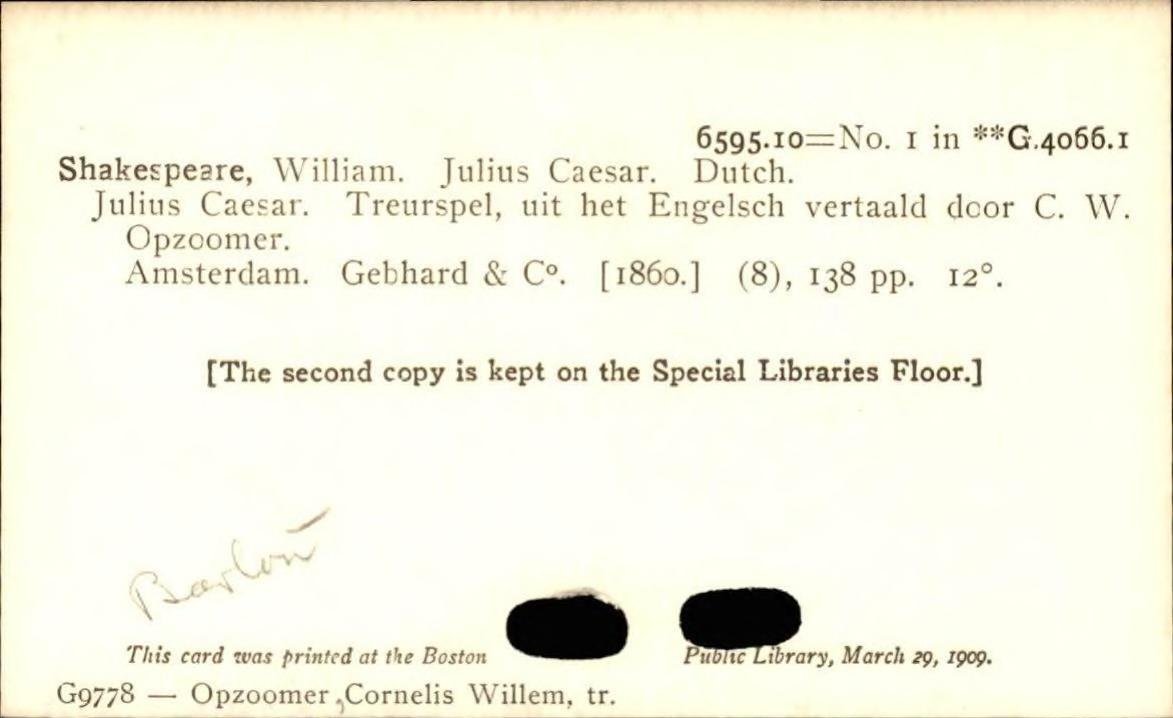 6595.10=No. 1 in **G.4066.1
Shakespeare, William. Julius Caesar. Dutch.
Julius Caesar. Treurspel, uit het Engelsch vertaald door C. W.
Opzoomer.
Amsterdam. Gebhard & Cº. [1860.] (8), 138 pp. 12°.
[The second copy is kept on the Special Libraries Floor.]
Barton
This card was printed at the Boston Public Library, March 29, 1909.
G9778 — Opzoomer, Cornelis Willem, tr.